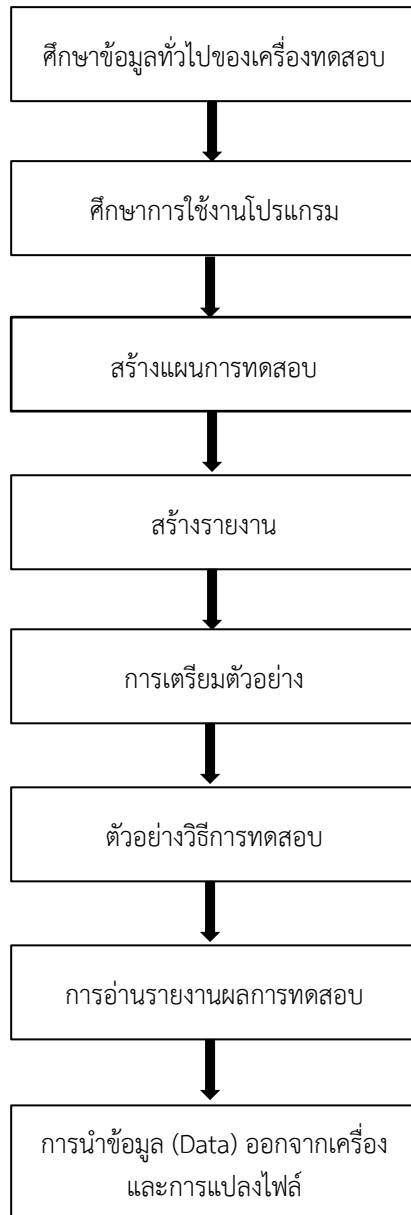 ศึกษาข้อมูลทั่วไปของเครื่องทดสอบ
ศึกษาการใช้งานโปรแกรม
สร้างแผนการทดสอบ
สร้างรายงาน
การเตรียมตัวอย่าง
ตัวอย่างวิธีการทดสอบ
การอ่านรายงานผลการทดสอบ
การนำข้อมูล (Data) ออกจากเครื่อง
และการแปลงไฟล์